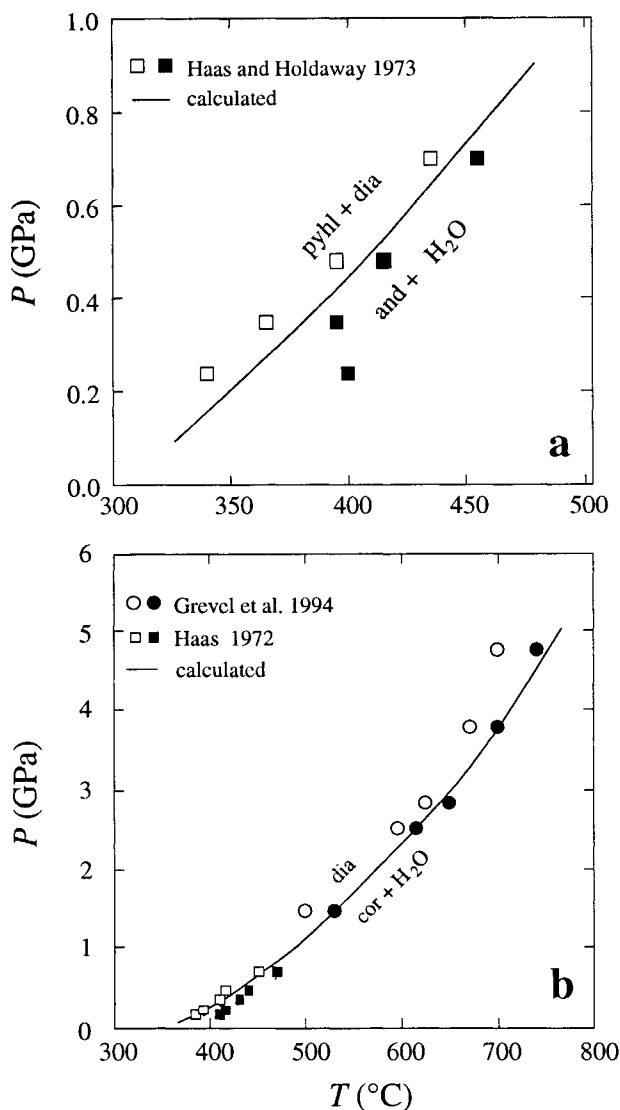 1.0
0.8
0.6
0.4
0.2
0.0
P (GPa)
Haas and Holdaway 1973
calculated
pyhl + dia
and + H2O
a
300 350 400 450 500
6
5
4
3
2
1
0
P (GPa)
Grevel et al. 1994
Haas 1972
calculated
dia
cor + H2O
b
300 400 500 600 700 800
T (°C)